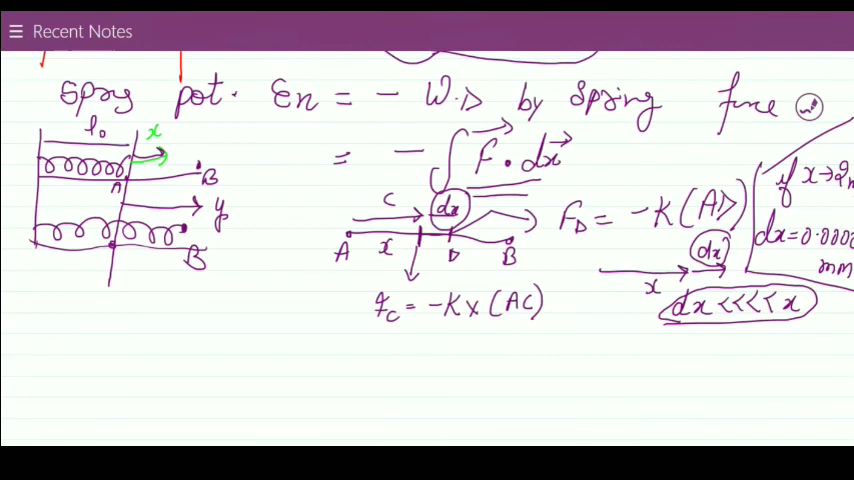 ☰ Recent Notes
Spring pot. En = - W.D by Spring force
l₀
x
= - ∫ F⃗ . dx⃗
if x → 2m
A
B
C
dx
F_D = -K (AD)
dx = 0.000
mm
y
A x D B
dx
x
B
F_C = -K x (AC)
dx <<<< x